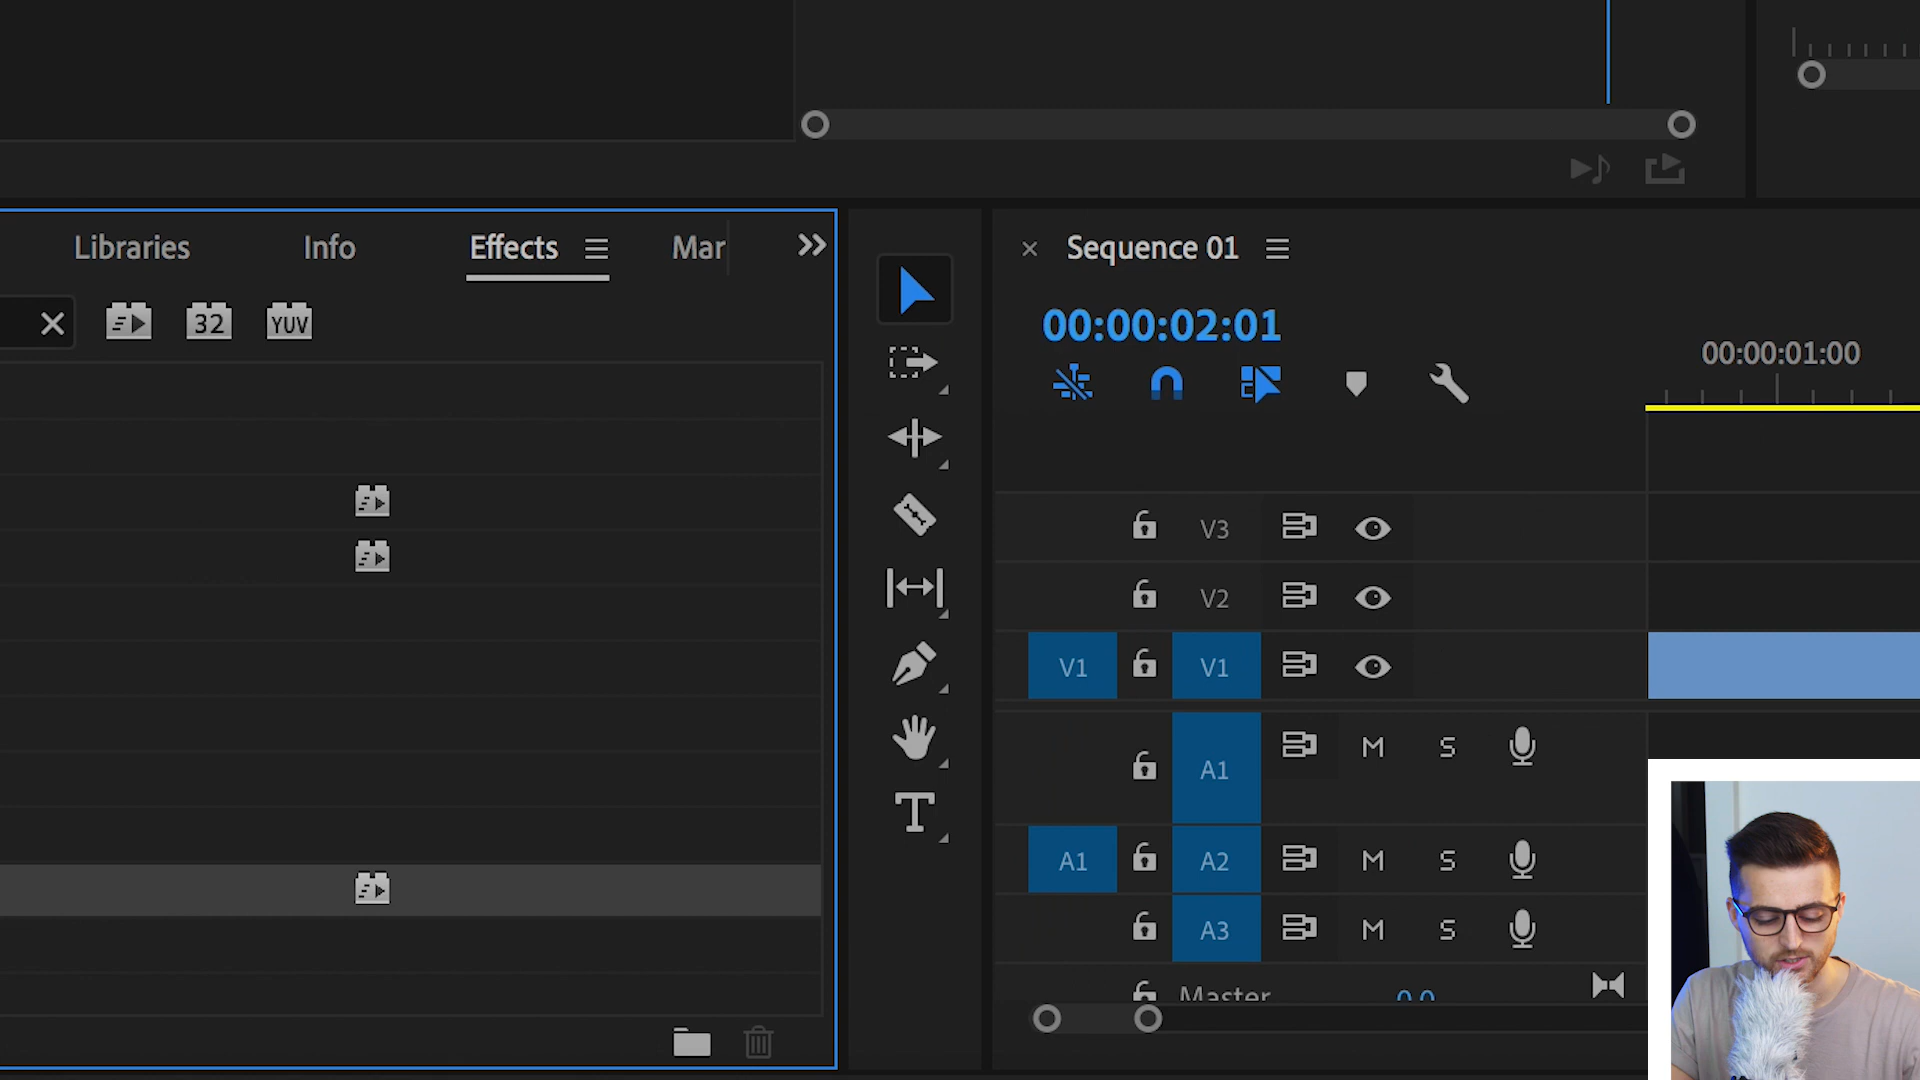 Libraries
Info
Effects
Mar
32
YUV
Sequence 01
00:00:02:01
00:00:01:00
V3
V2
V1
V1
A1
M
S
A1
A2
M
S
A3
M
S
Master
0.0